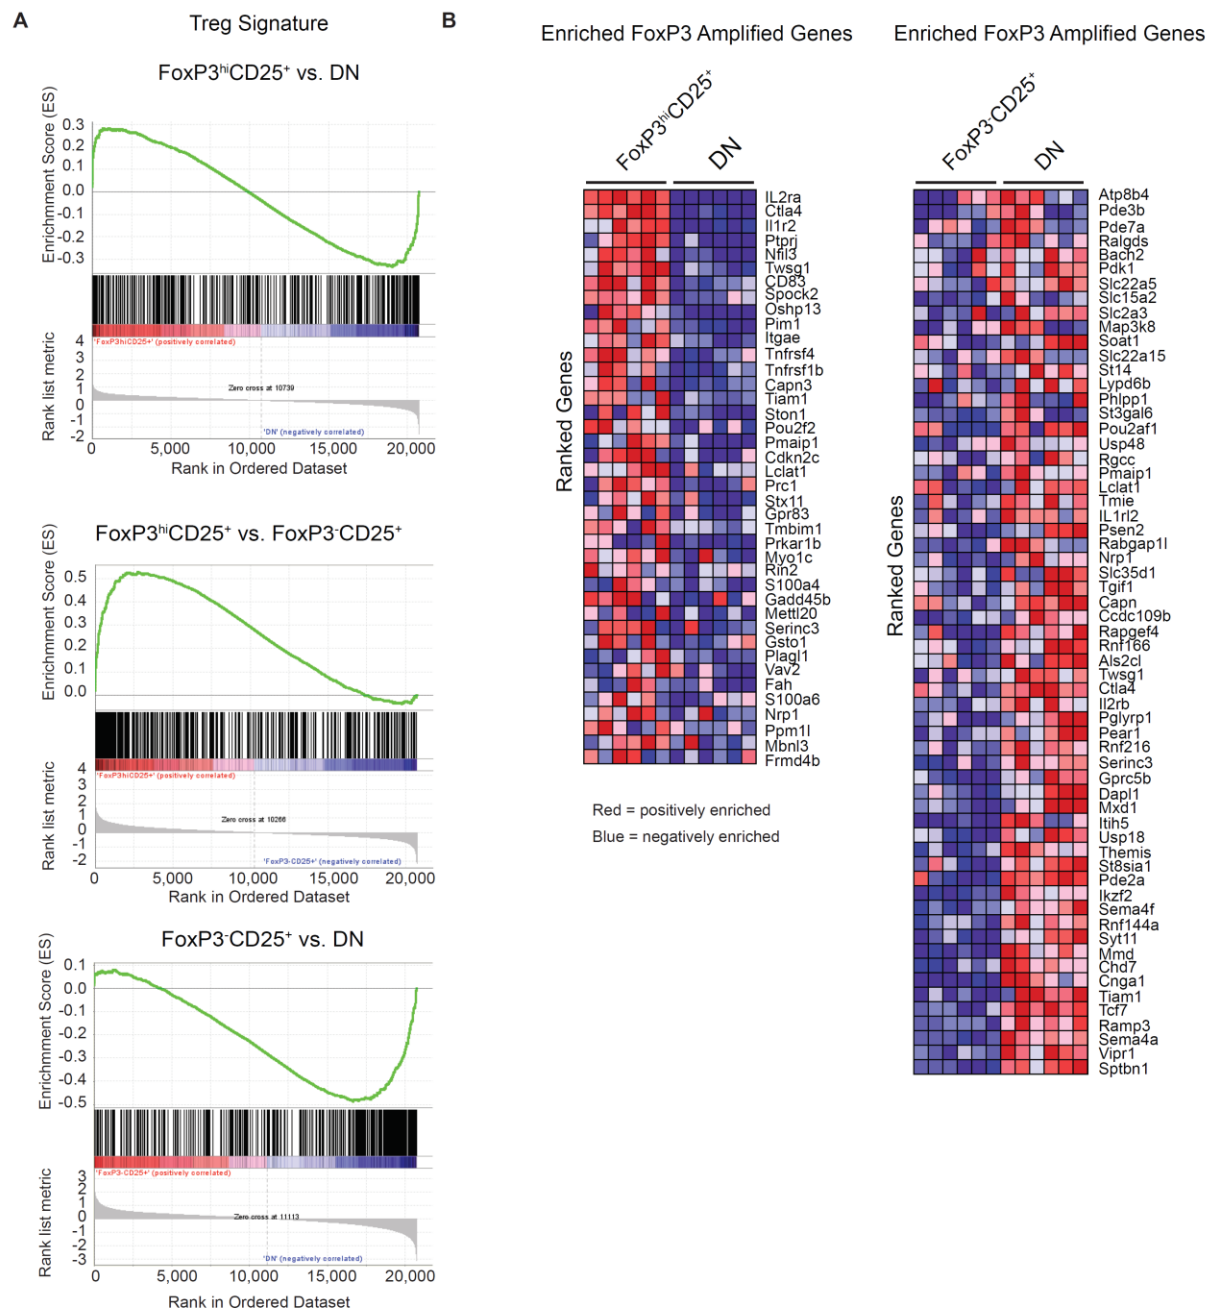 A
Treg Signature
FoxP3hiCD25+ vs. DN
Enrichmment Score (ES)
0.3
0.2
0.1
0.0
-0.1
-0.2
-0.3
Rank list metric
4
3
2
1
0
-1
-2
'FoxP3hiCD25+' (positively correlated)
Zero cross at 10739
'DN' (negatively correlated)
0 5,000 10,000 15,000 20,000
Rank in Ordered Dataset
FoxP3hiCD25+ vs. FoxP3-CD25+
Enrichmment Score (ES)
0.5
0.4
0.3
0.2
0.1
0.0
Rank list metric
4
3
2
1
0
-1
-2
'FoxP3hiCD25+' (positively correlated)
Zero cross at 10266
'FoxP3-CD25+' (negatively correlated)
0 5,000 10,000 15,000 20,000
Rank in Ordered Dataset
FoxP3-CD25+ vs. DN
Enrichmment Score (ES)
0.1
0.0
-0.1
-0.2
-0.3
-0.4
-0.5
Rank list metric
3
2
1
0
-1
-2
-3
'FoxP3-CD25+' (positively correlated)
Zero cross at 11113
'DN' (negatively correlated)
0 5,000 10,000 15,000 20,000
Rank in Ordered Dataset
B
Enriched FoxP3 Amplified Genes
FoxP3hiCD25+
DN
Ranked Genes
IL2ra
Ctla4
Il1r2
Ptprj
Nfil3
Twsg1
CD83
Spock2
Oshp13
Pim1
Itgae
Tnfrsf4
Tnfrsf1b
Capn3
Tiam1
Ston1
Pou2f2
Pmaip1
Cdkn2c
Lclat1
Prc1
Stx11
Gpr83
Tmbim1
Prkar1b
Myo1c
Rin2
S100a4
Gadd45b
Mettl20
Serinc3
Gsto1
Plagl1
Vav2
Fah
S100a6
Nrp1
Ppm1l
Mbnl3
Frmd4b
Red = positively enriched
Blue = negatively enriched
Enriched FoxP3 Amplified Genes
FoxP3-CD25+
DN
Ranked Genes
Atp8b4
Pde3b
Pde7a
Ralgds
Bach2
Pdk1
Slc22a5
Slc15a2
Slc2a3
Map3k8
Soat1
Slc22a15
St14
Lypd6b
Phlpp1
St3gal6
Pou2af1
Usp48
Rgcc
Pmaip1
Lclat1
Tmie
IL1rl2
Psen2
Rabgap1l
Nrp1
Slc35d1
Tgif1
Capn
Ccdc109b
Rapgef4
Rnf166
Als2cl
Twsg1
Ctla4
Il2rb
Pglyrp1
Pear1
Rnf216
Serinc3
Gprc5b
Dapl1
Mxd1
Itih5
Usp18
Themis
St8sia1
Pde2a
Ikzf2
Sema4f
Rnf144a
Syt11
Mmd
Chd7
Cnga1
Tiam1
Tcf7
Ramp3
Sema4a
Vipr1
Sptbn1